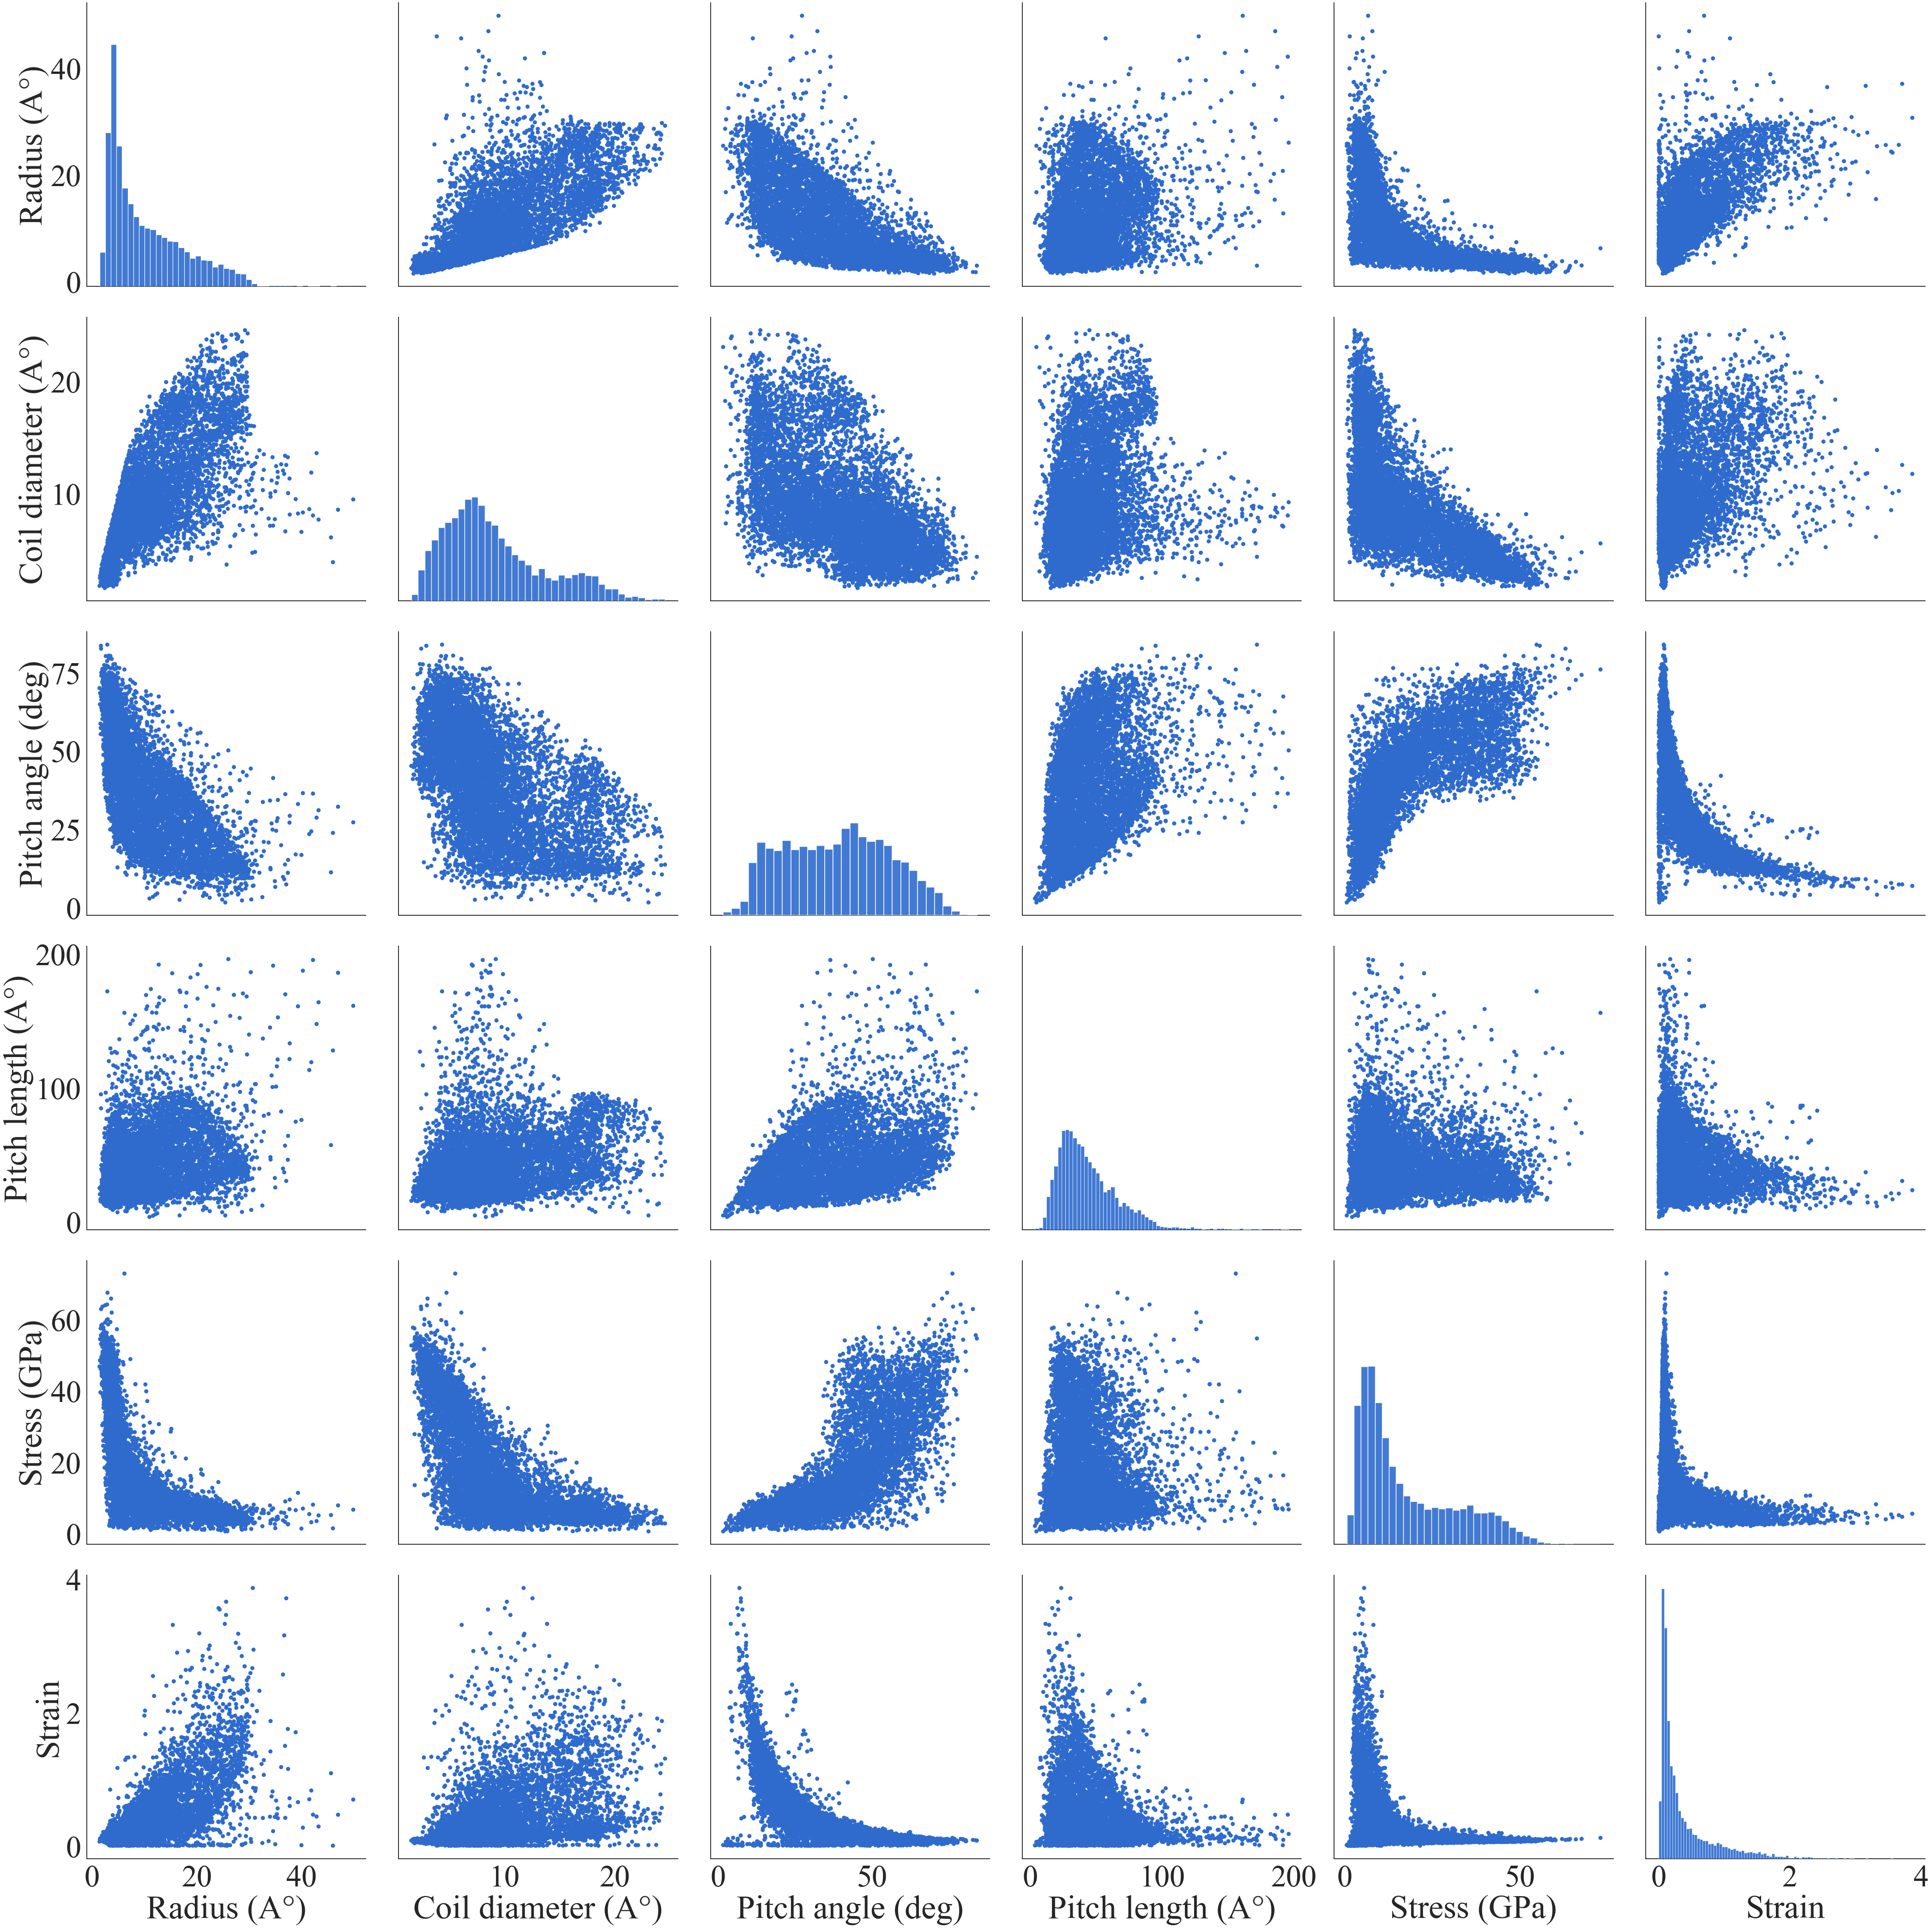 Radius (A°)
40
20
0
Coil diameter (A°)
20
10
Pitch angle (deg)
75
50
25
0
Pitch length (A°)
200
100
0
Stress (GPa)
60
40
20
0
Strain
4
2
0
0 20 40 10 20 0 50 0 100 200 0 50 0 2 4
Radius (A°) Coil diameter (A°) Pitch angle (deg) Pitch length (A°) Stress (GPa) Strain